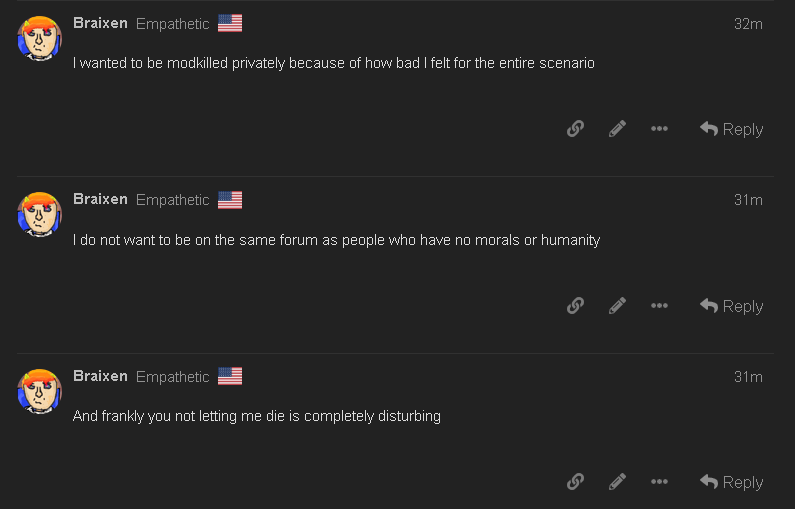 Braixen Empathetic 32m
I wanted to be modkilled privately because of how bad I felt for the entire scenario
Reply
Braixen Empathetic 31m
I do not want to be on the same forum as people who have no morals or humanity
Reply
Braixen Empathetic 31m
And frankly you not letting me die is completely disturbing
Reply